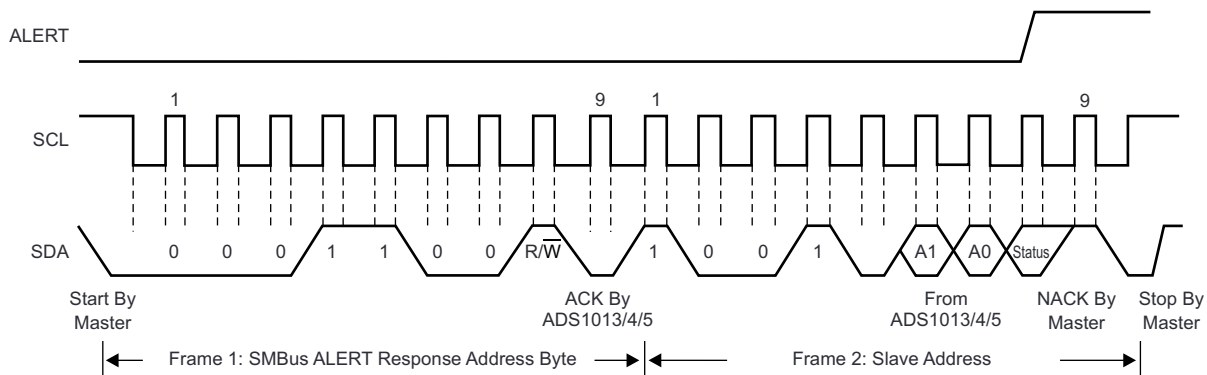 ALERT
1 9 1 9
SCL
SDA
0 0 0 1 1 0 0 R/W 1 0 0 1 A1 A0 Status
Start By
Master
ACK By
ADS1013/4/5
From
ADS1013/4/5
NACK By
Master
Stop By
Master
Frame 1: SMBus ALERT Response Address Byte
Frame 2: Slave Address